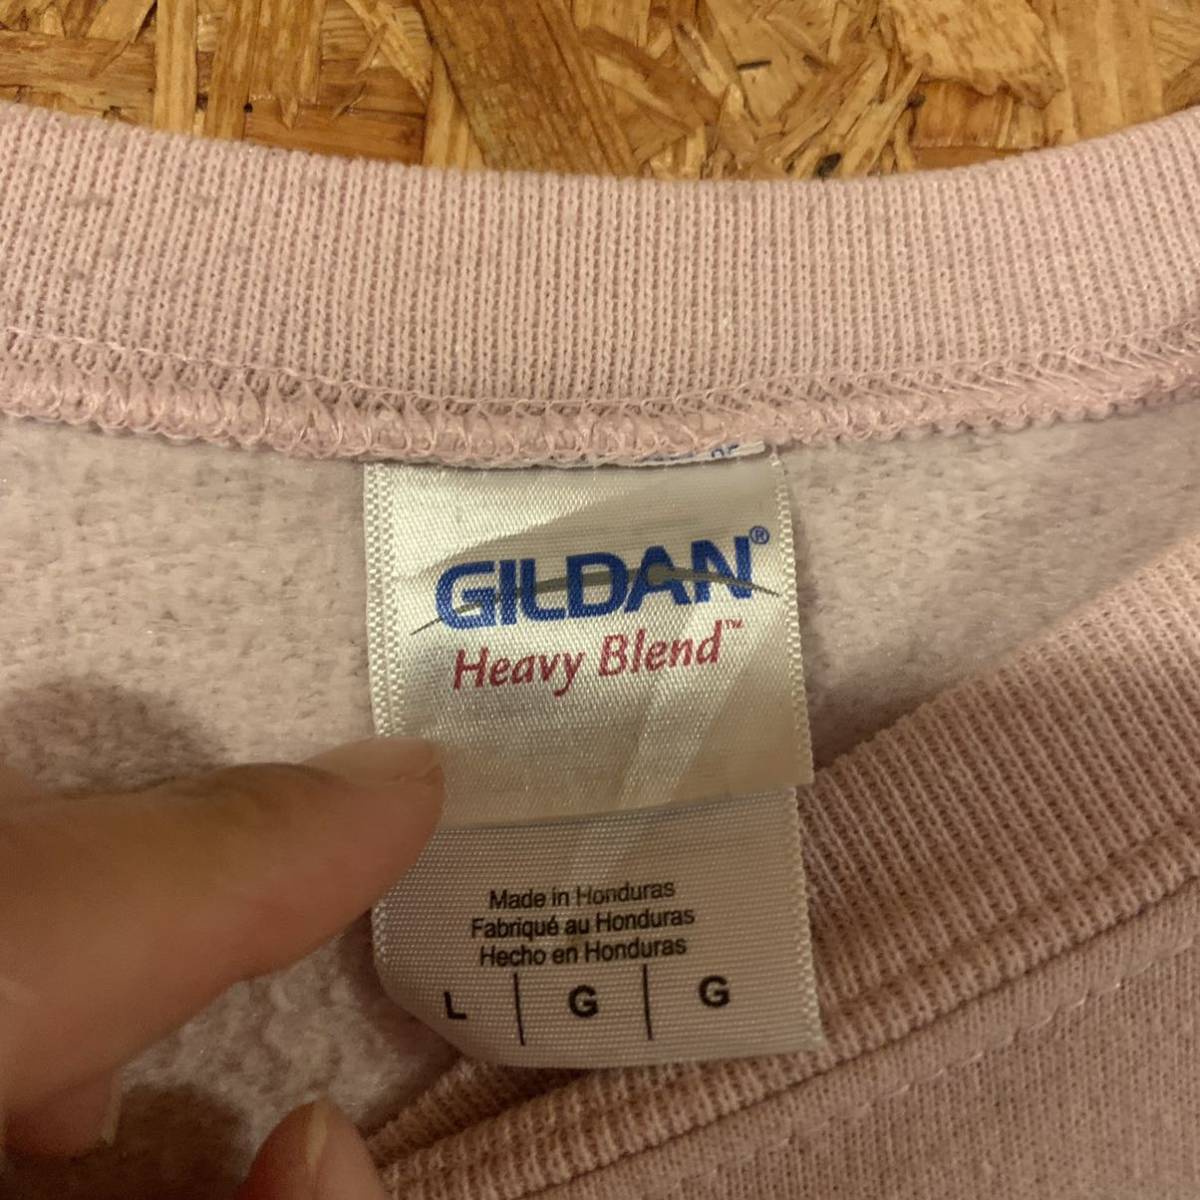 GILDAN®
Heavy Blend™
Made in Honduras
Fabriqué au Honduras
Hecho en Honduras
L | G | G